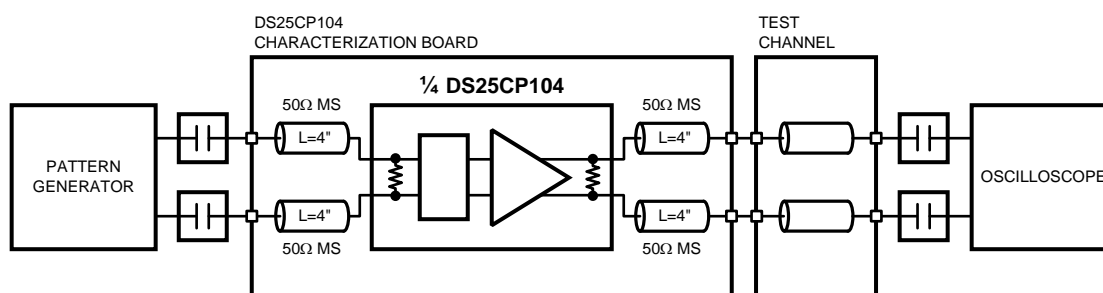 DS25CP104
CHARACTERIZATION BOARD
TEST
CHANNEL
¼ DS25CP104
50Ω MS
50Ω MS
L=4"
L=4"
PATTERN
GENERATOR
OSCILLOSCOPE
L=4"
L=4"
50Ω MS
50Ω MS